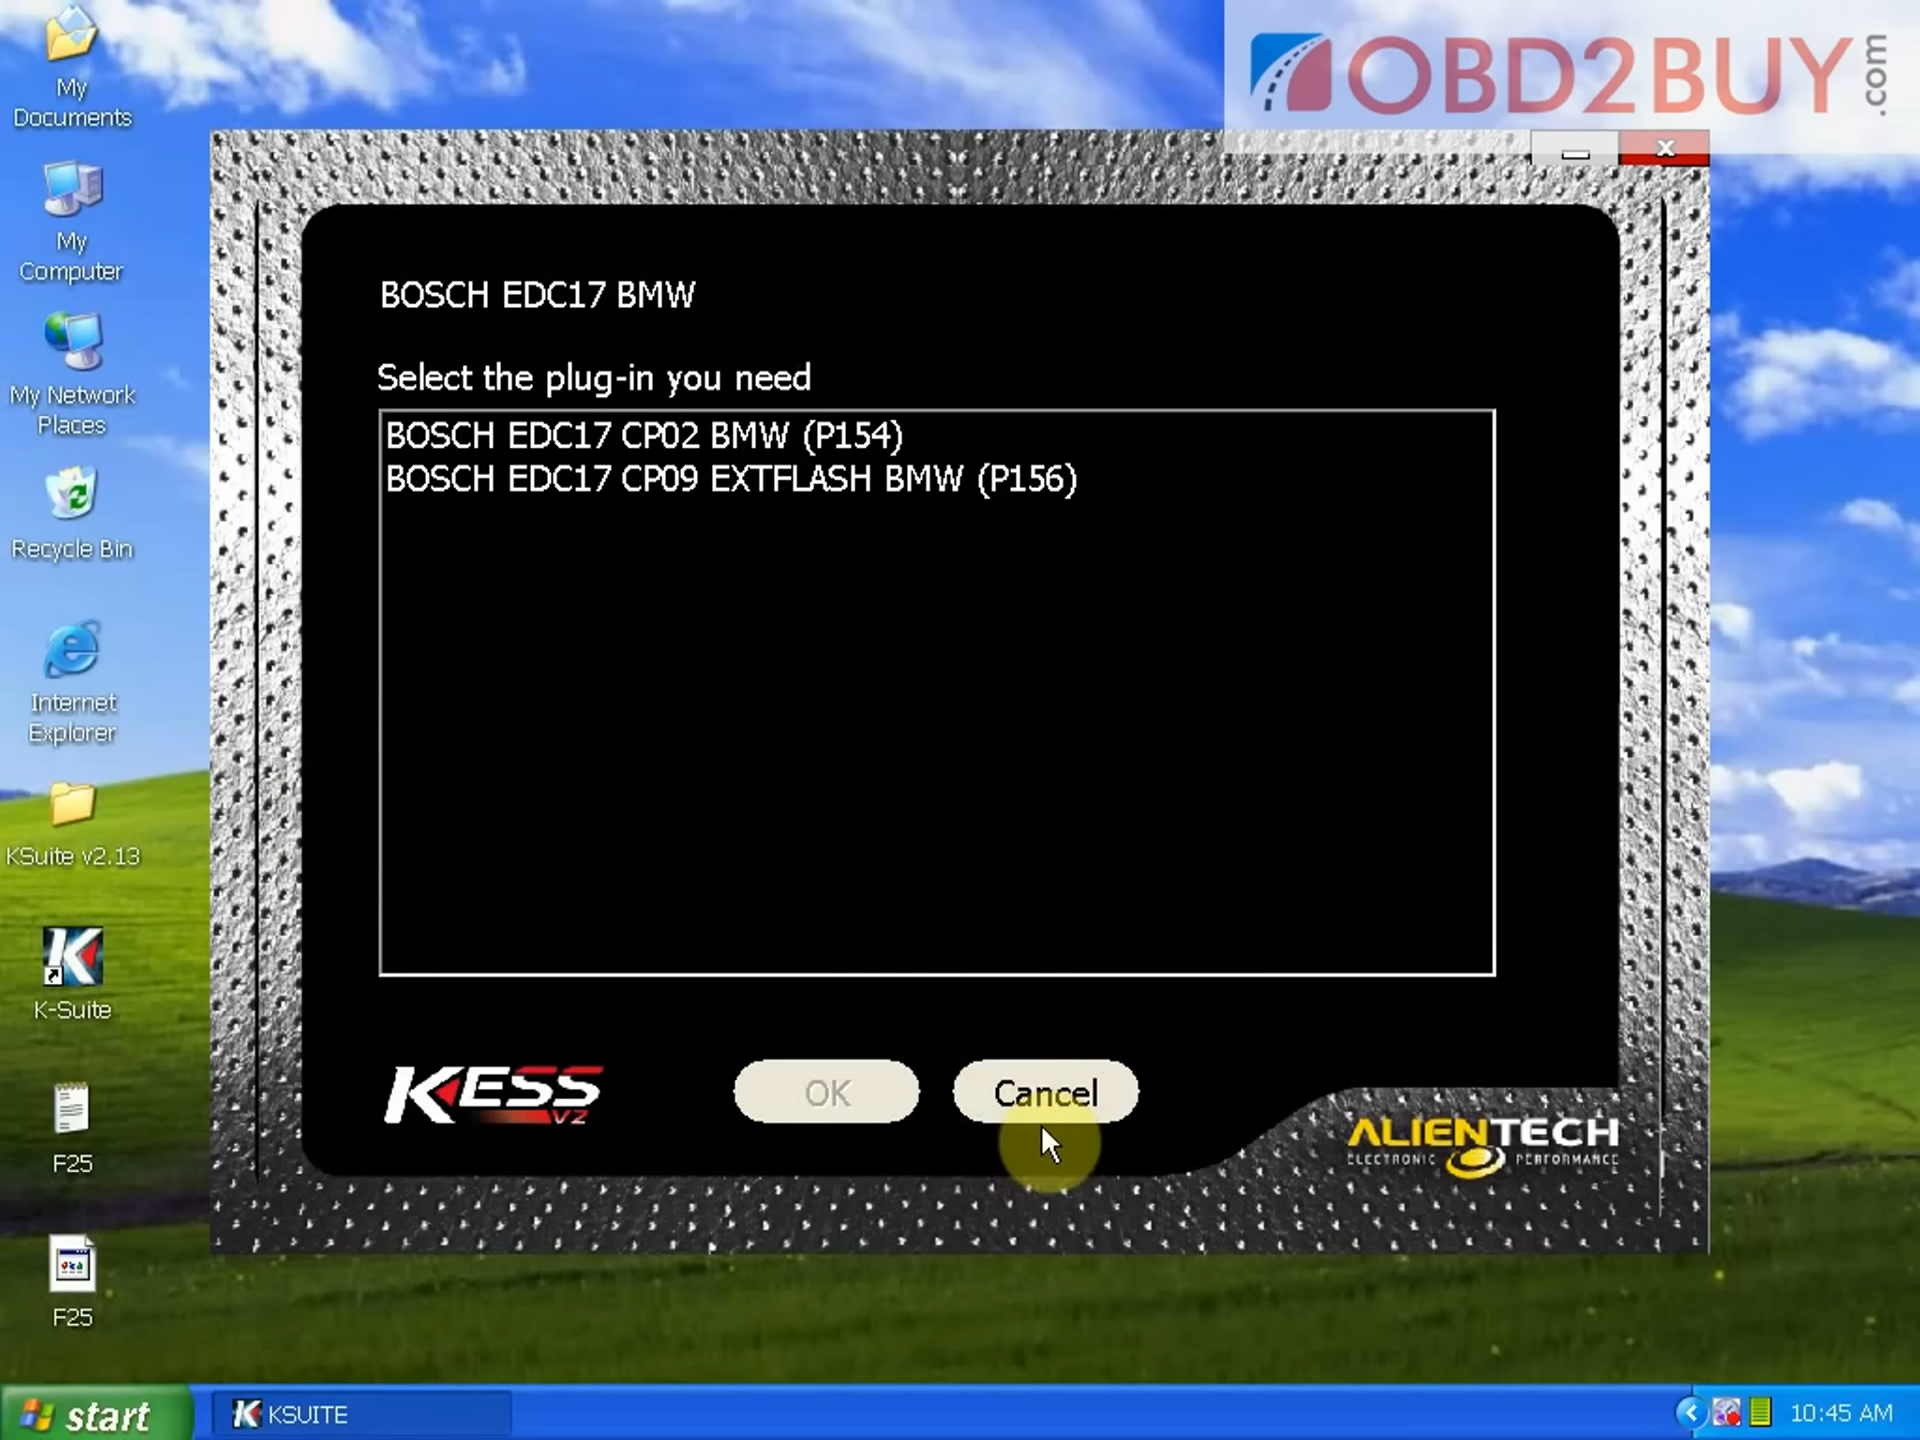 My
Documents
My
Computer
My Network
Places
Recycle Bin
Internet
Explorer
KSuite v2.13
K-Suite
F25
F25
OBD2BUY.com
BOSCH EDC17 BMW
Select the plug-in you need
BOSCH EDC17 CP02 BMW (P154)
BOSCH EDC17 CP09 EXTFLASH BMW (P156)
KESS
V2
OK
Cancel
ALIENTECH
ELECTRONIC PERFORMANCE
start
KSUITE
10:45 AM